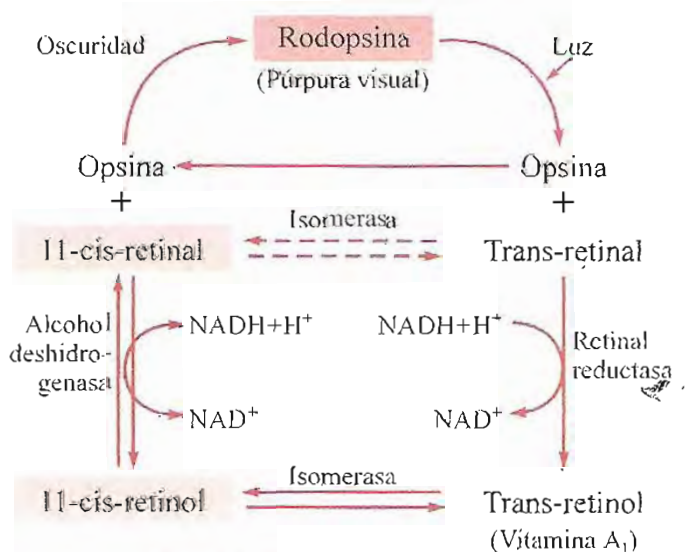 Oscuridad
Rodopsina
Luz
(Púrpura visual)
Opsina
Opsina
+
+
Isomerasa
11-cis-retinal
Trans-retinal
Alcohol
deshidro-
genasa
NADH+H⁺
NADH+H⁺
Retinal
reductasa
NAD⁺
NAD⁺
Isomerasa
11-cis-retinol
Trans-retinol
(Vitamina A₁)